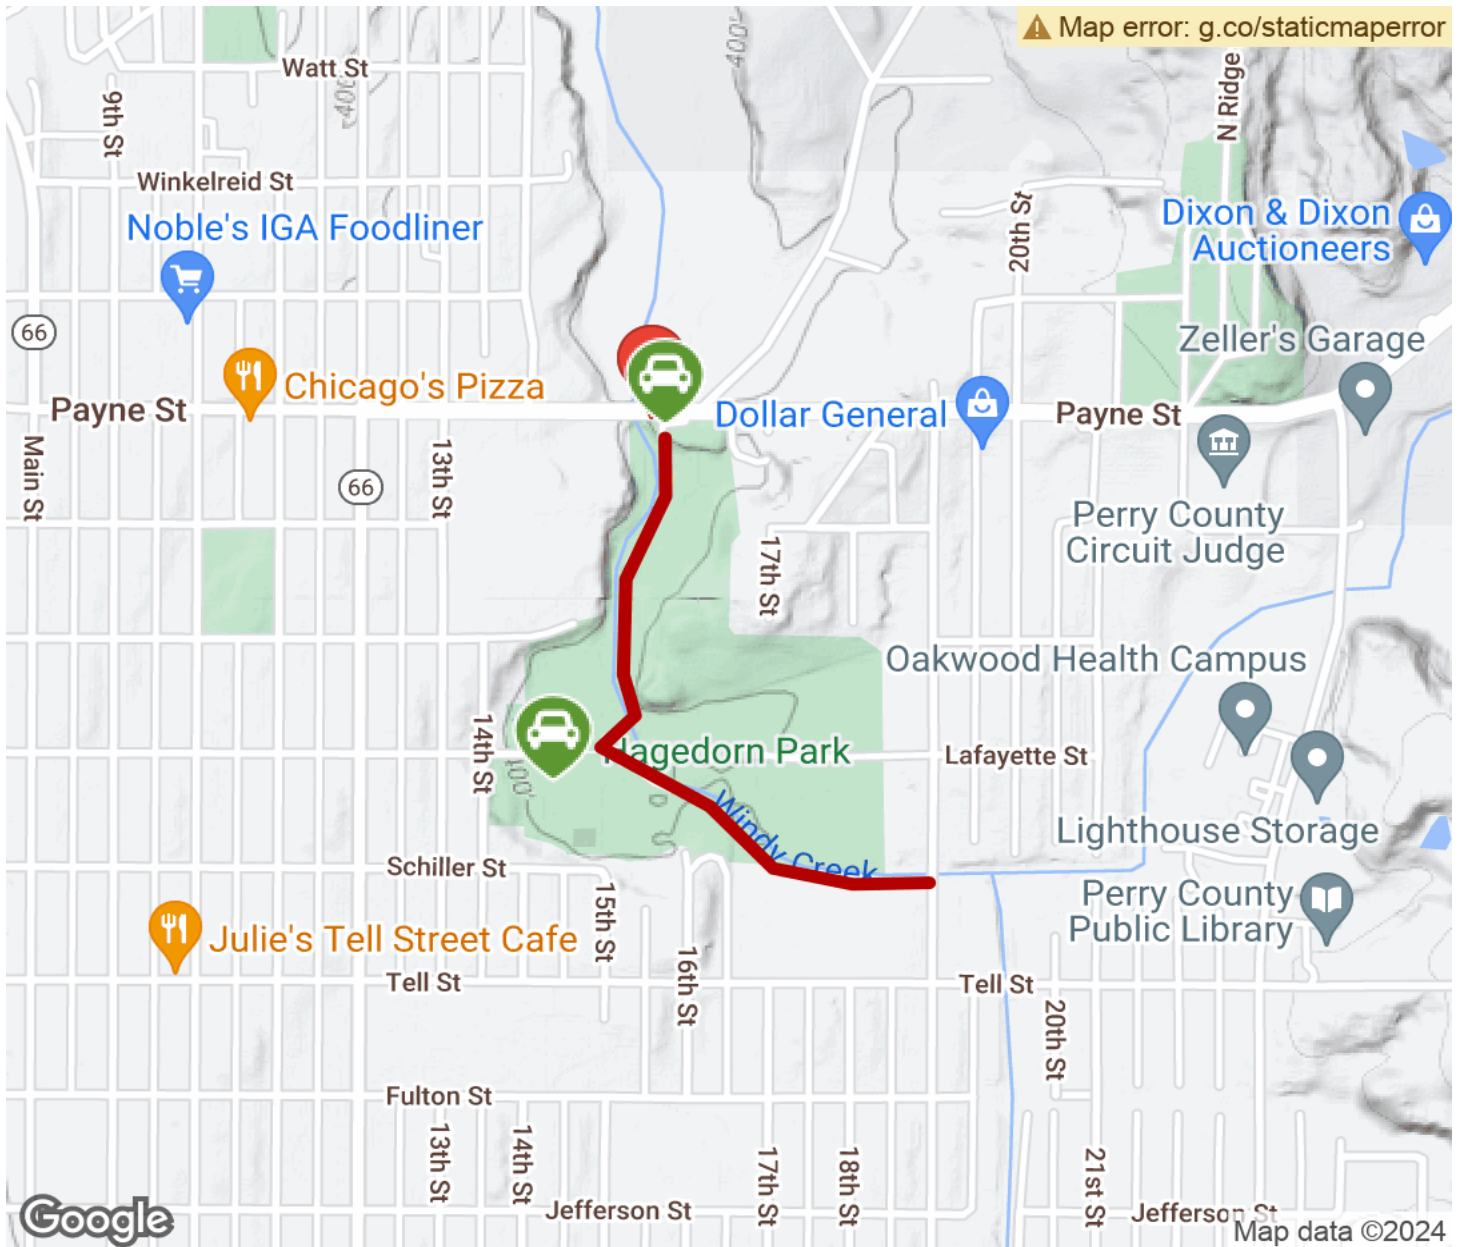 Map error: g.co/staticmaperror
Watt St
400'
400'
9th St
N Ridge
Winkelreid St
Noble's IGA Foodliner
20th St
Dixon & Dixon
Auctioneers
66
Zeller's Garage
Chicago's Pizza
Payne St
Dollar General
Payne St
Main St
13th St
66
Perry County
Circuit Judge
17th St
Oakwood Health Campus
14th St
Hagedorn Park
Lafayette St
400'
Windy Creek
Lighthouse Storage
Schiller St
15th St
Perry County
Public Library
Julie's Tell Street Cafe
16th St
Tell St
Tell St
20th St
Fulton St
13th St
14th St
17th St
18th St
21st St
Jefferson St
Jefferson St
Google
Map data ©2024